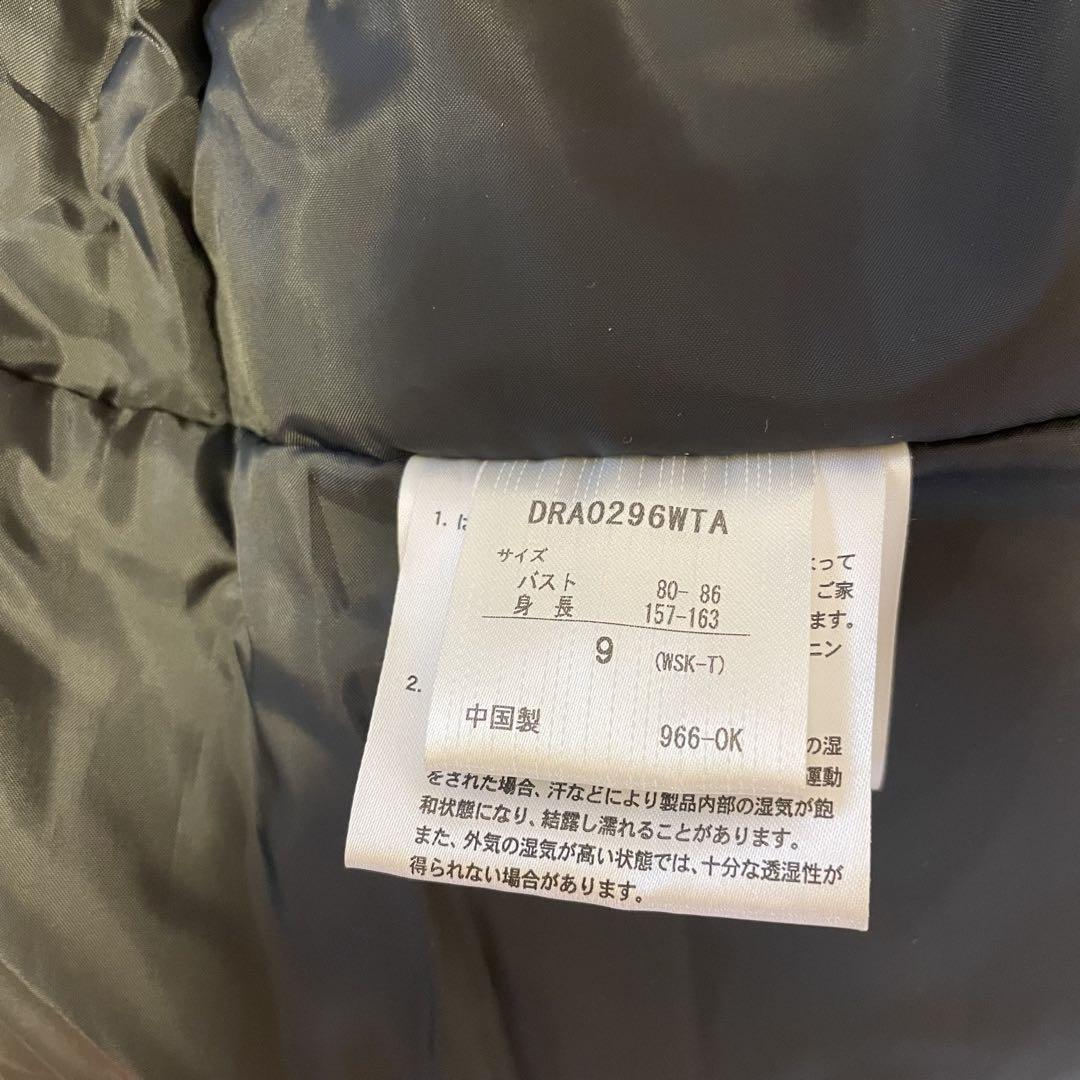 DRA0296WTA
サイズ
バスト 80- 86
身 長 157-163
9 (WSK-T)
中国製 966-OK
1. は
よって
ご家
ます。
ニン
2.
の湿
運動
をされた場合、汗などにより製品内部の湿気が飽
和状態になり、結露し濡れることがあります。
また、外気の湿気が高い状態では、十分な透湿性が
得られない場合があります。